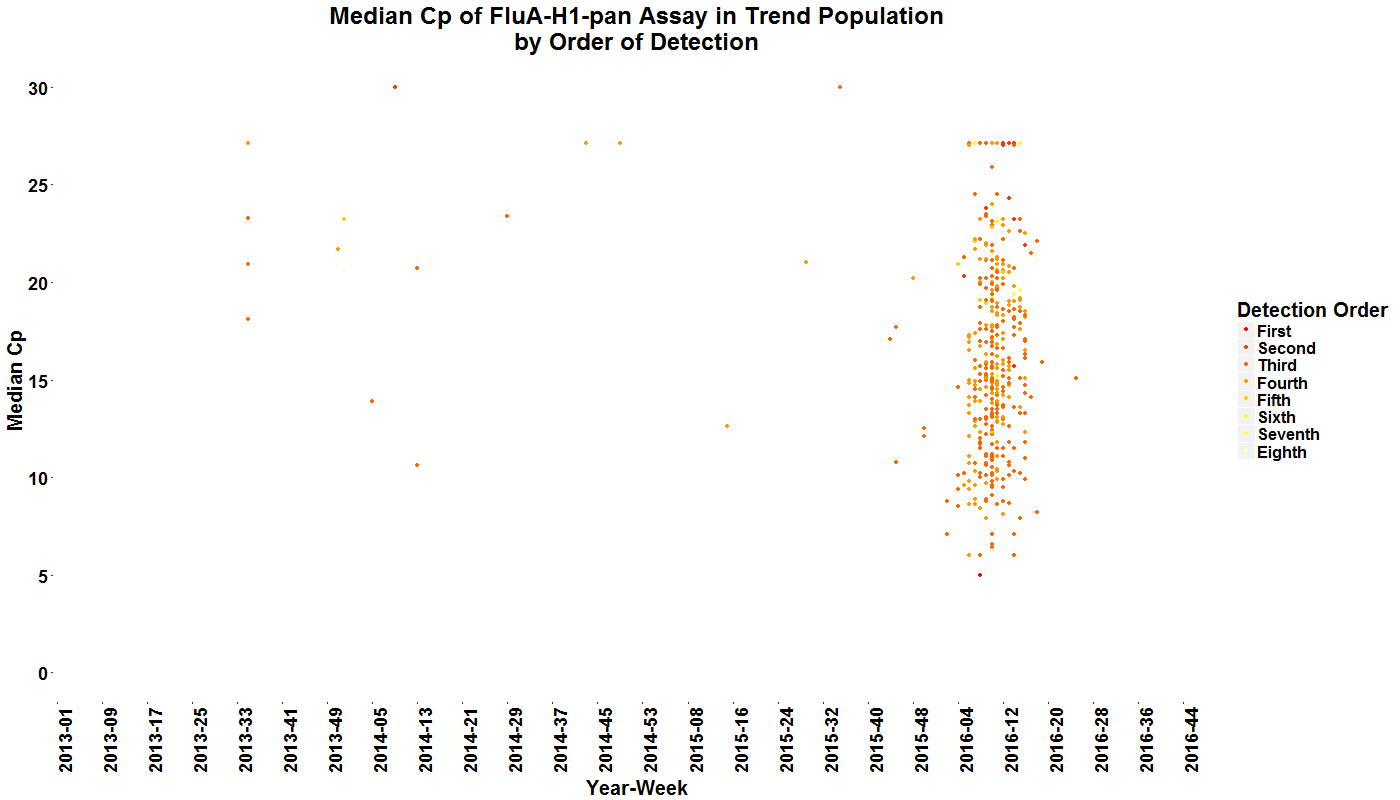 Median Cp of FluA-H1-pan Assay in Trend Population
by Order of Detection
30
25
20
15
10
5
0
Median Cp
2013-01
2013-09
2013-17
2013-25
2013-33
2013-41
2013-49
2014-05
2014-13
2014-21
2014-29
2014-37
2014-45
2014-53
2015-08
2015-16
2015-24
2015-32
2015-40
2015-48
2016-04
2016-12
2016-20
2016-28
2016-36
2016-44
Year-Week
Detection Order
First
Second
Third
Fourth
Fifth
Sixth
Seventh
Eighth